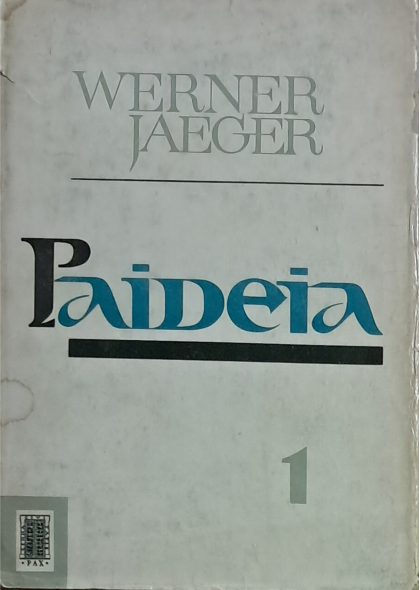 WERNER
JAEGER
Paideia
1
PAX